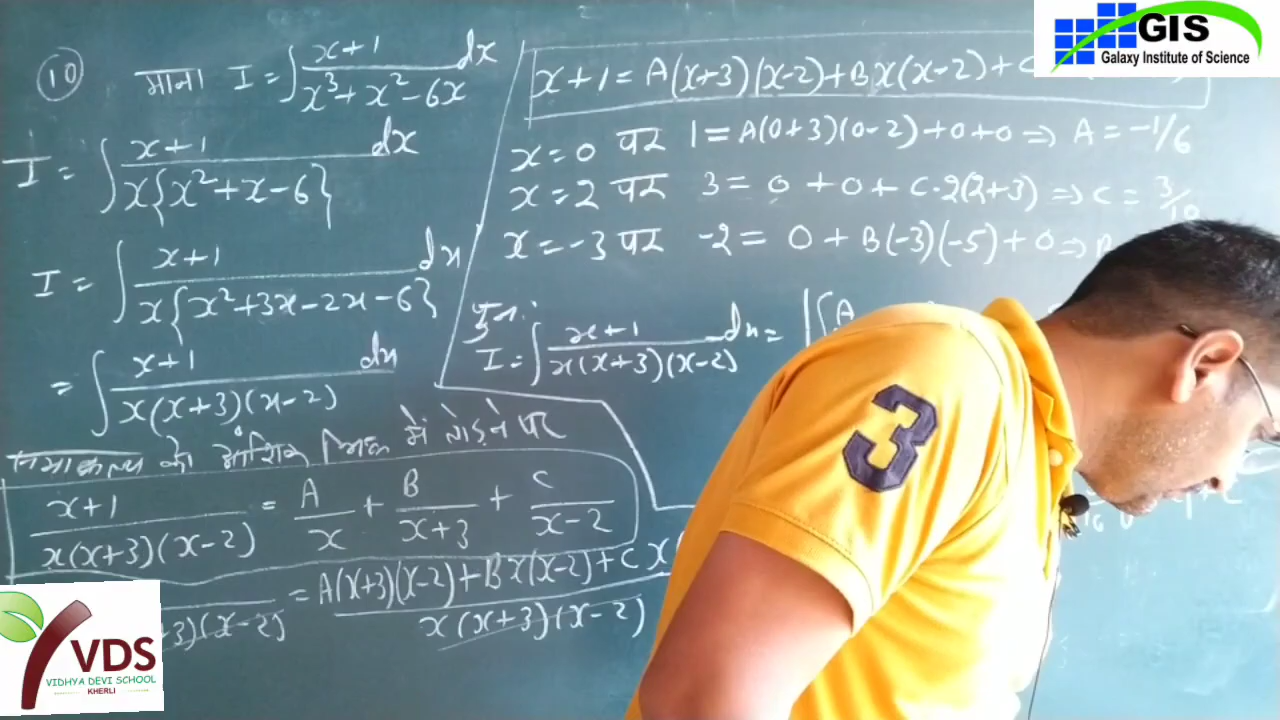 (10) माना I = ∫ x+1 / x³+x²-6x dx
I = ∫ x+1 / x{x²+x-6} dx
I = ∫ x+1 / x{x²+3x-2x-6} dx
= ∫ x+1 / x(x+3)(x-2) dx
को आंशिक में तोड़ने पर
x+1 / x(x+3)(x-2) = A / x + B / x+3 + C / x-2
+3)(x-2) = A(x+3)(x-2)+Bx(x-2)+Cx( / x(x+3)(x-2)
x+1 = A(x+3)(x-2)+Bx(x-2)+C
x=0 पर 1=A(0+3)(0-2)+0+0 ⇒ A = -1/6
x=2 पर 3 = 0+0+C·2(2+3) ⇒ C = 3/10
x=-3 पर -2 = 0+B(-3)(-5)+0 ⇒
पुनः
I = ∫ x+1 / x(x+3)(x-2) dx = ∫ A
GIS
Galaxy Institute of Science
3
VDS
VIDHYA DEVI SCHOOL
KHERLI